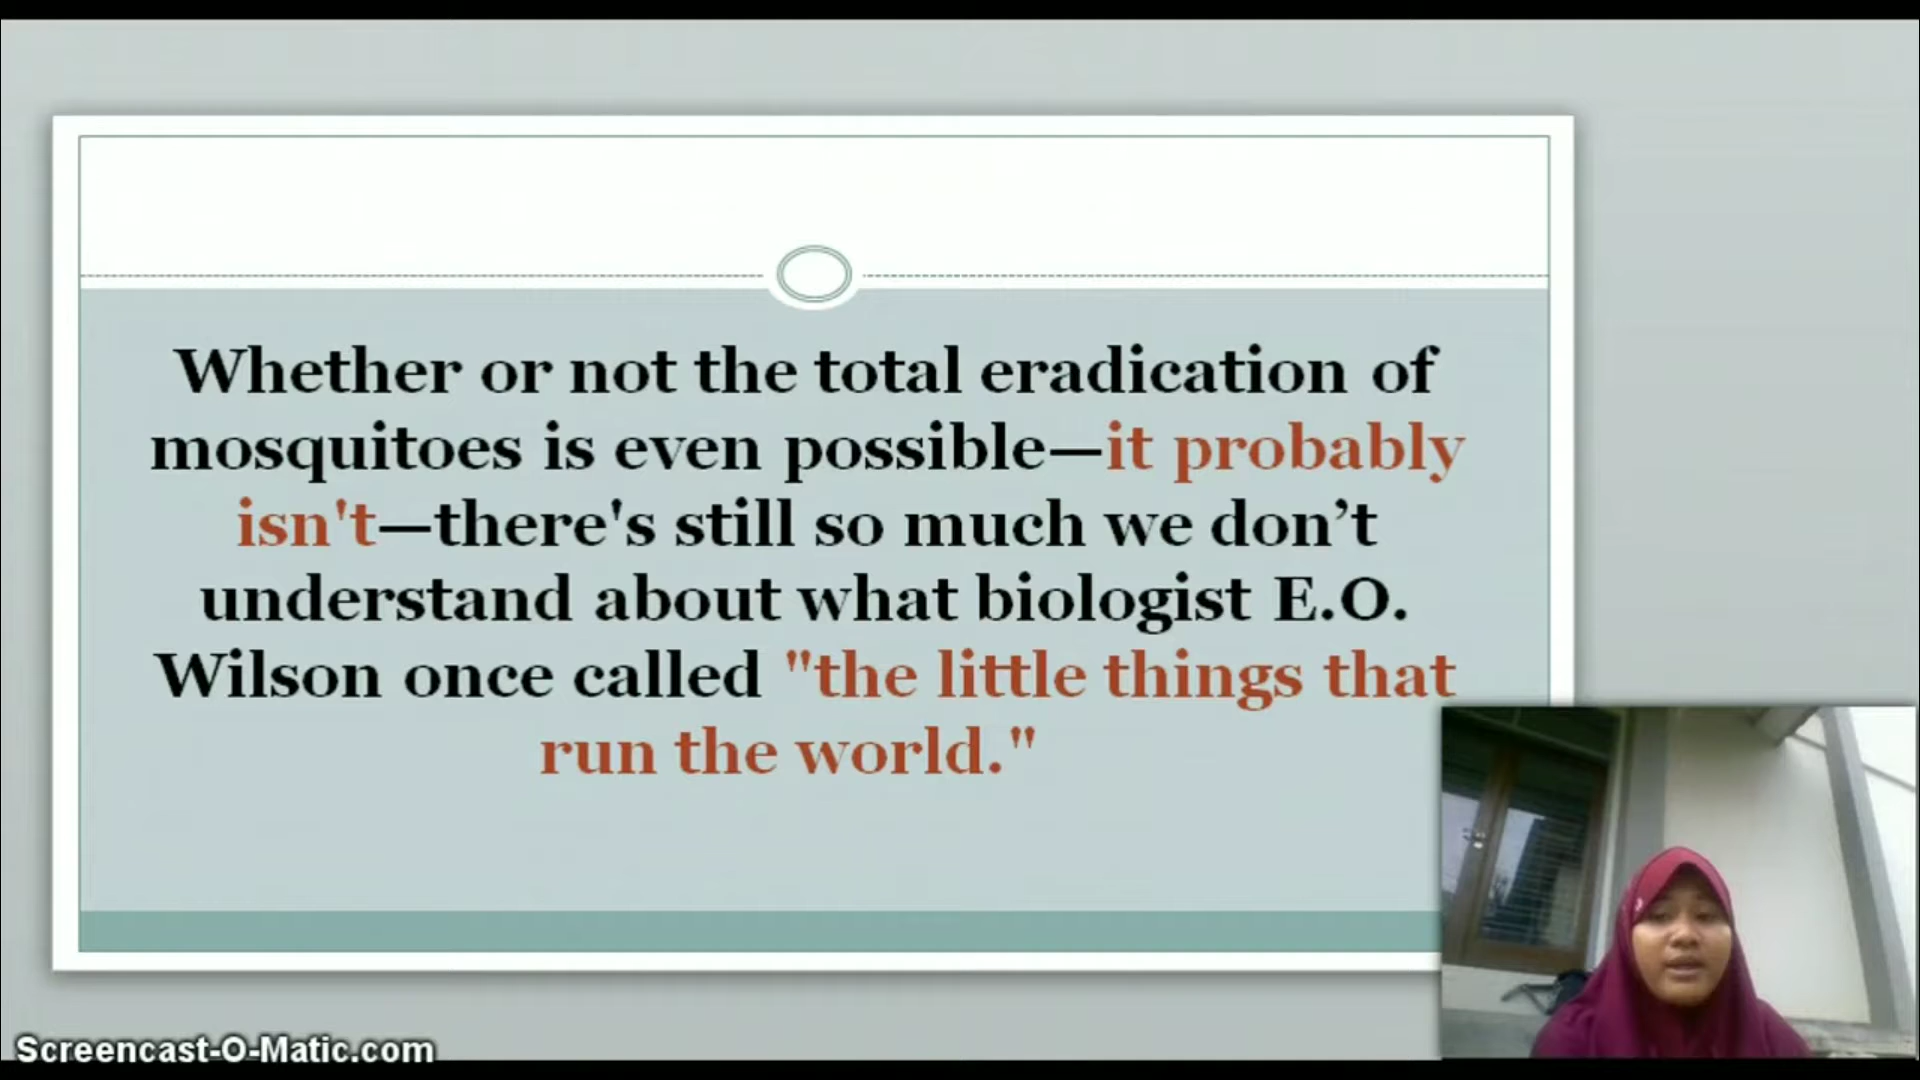 Whether or not the total eradication of
mosquitoes is even possible—it probably
isn't—there's still so much we don’t
understand about what biologist E.O.
Wilson once called "the little things that
run the world."
Screencast-O-Matic.com